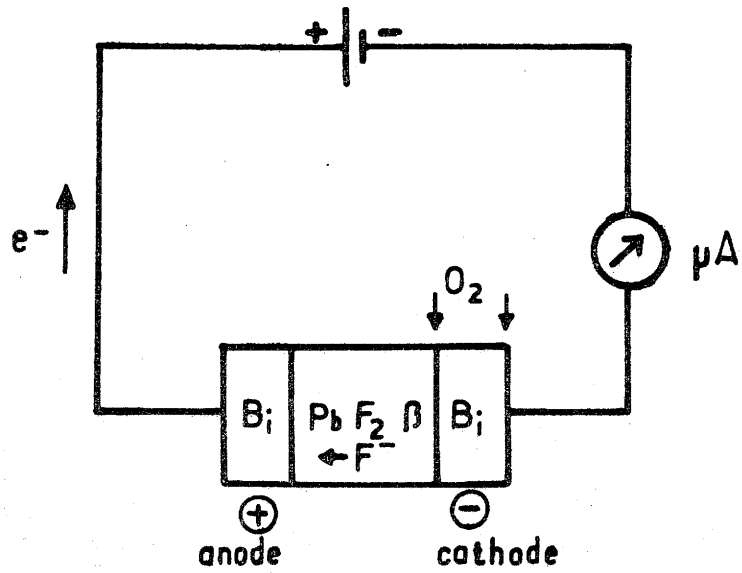 + −
e⁻
μA
O₂
Bi Pb F₂ β Bi
F⁻
+ −
anode cathode